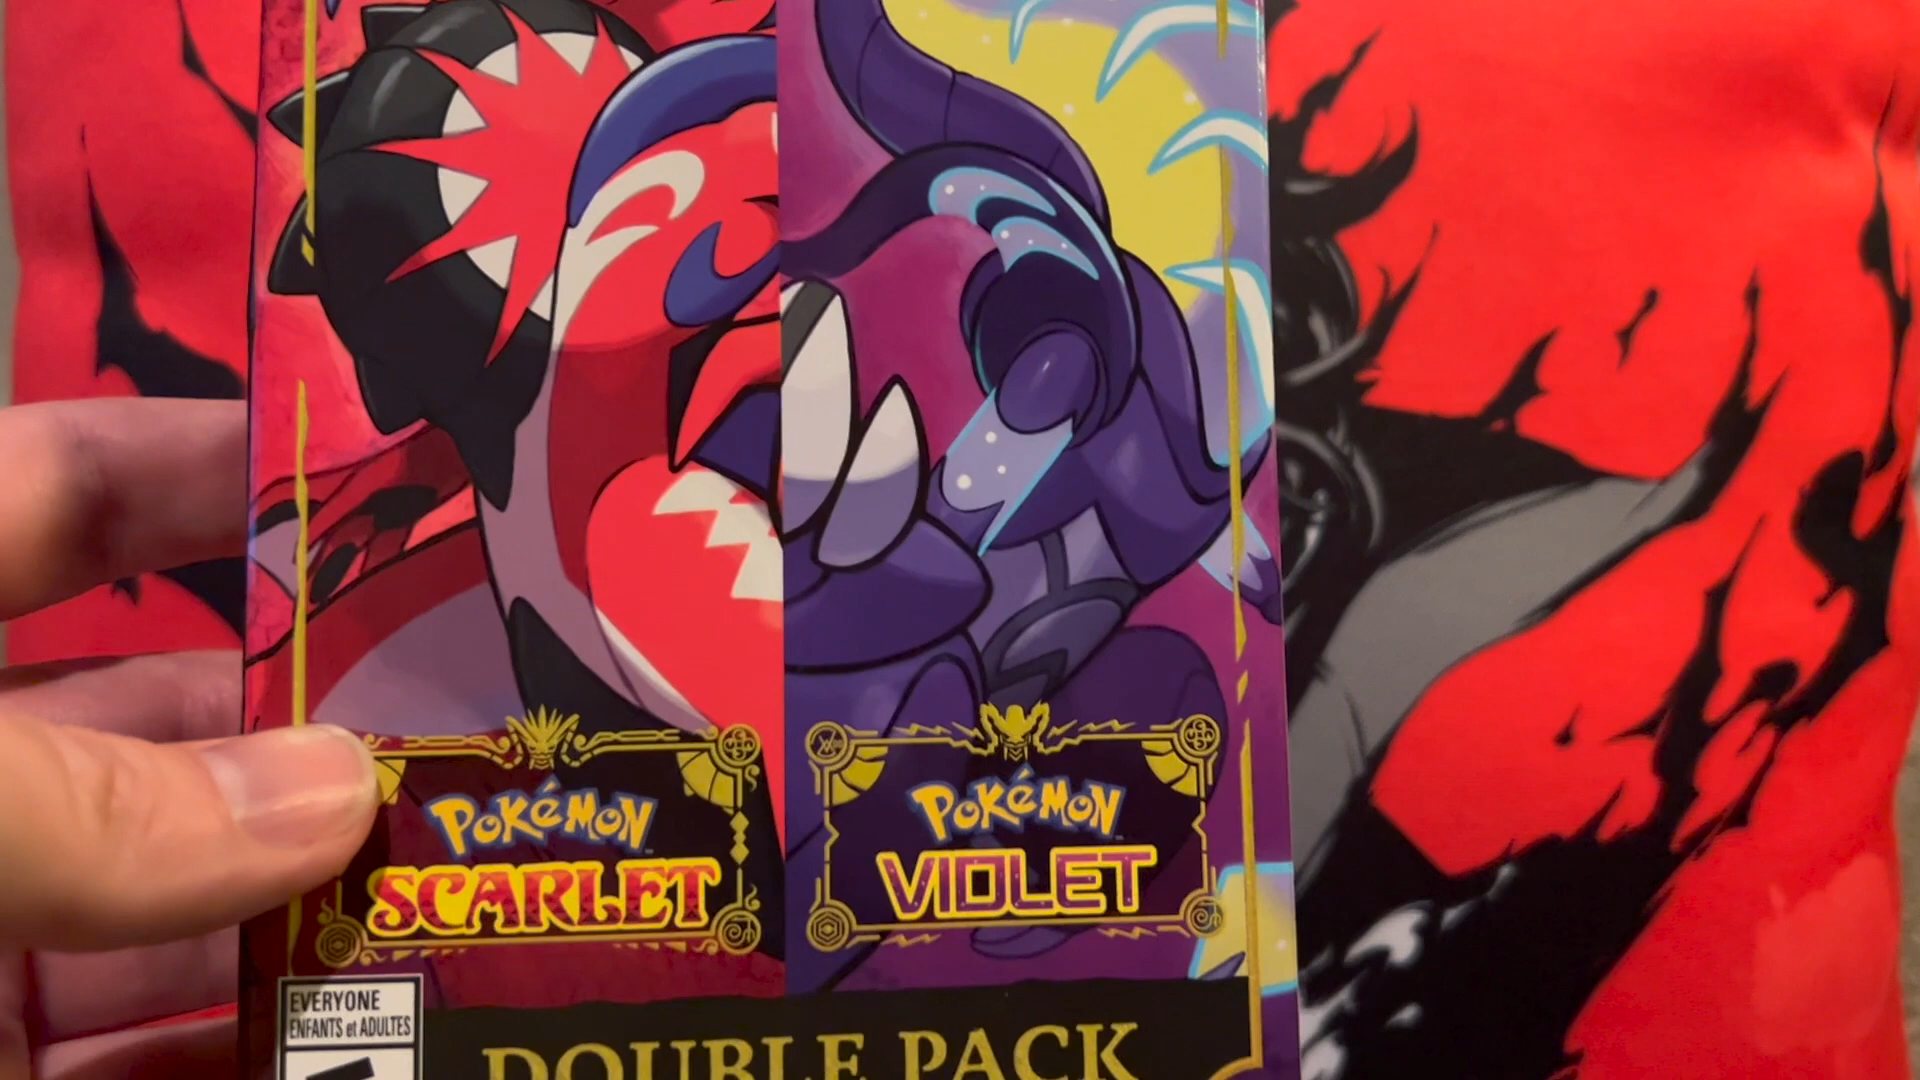 POKéMON
SCARLET
POKéMON
VIOLET
EVERYONE
ENFANTS et ADULTES
DOUBLE PACK